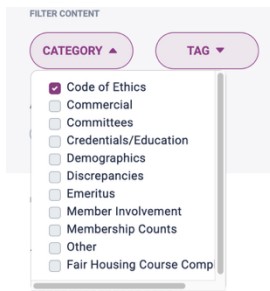 FILTER CONTENT
CATEGORY ▲ TAG ▼
Code of Ethics
Commercial
Committees
Credentials/Education
Demographics
Discrepancies
Emeritus
Member Involvement
Membership Counts
Other
Fair Housing Course Compl